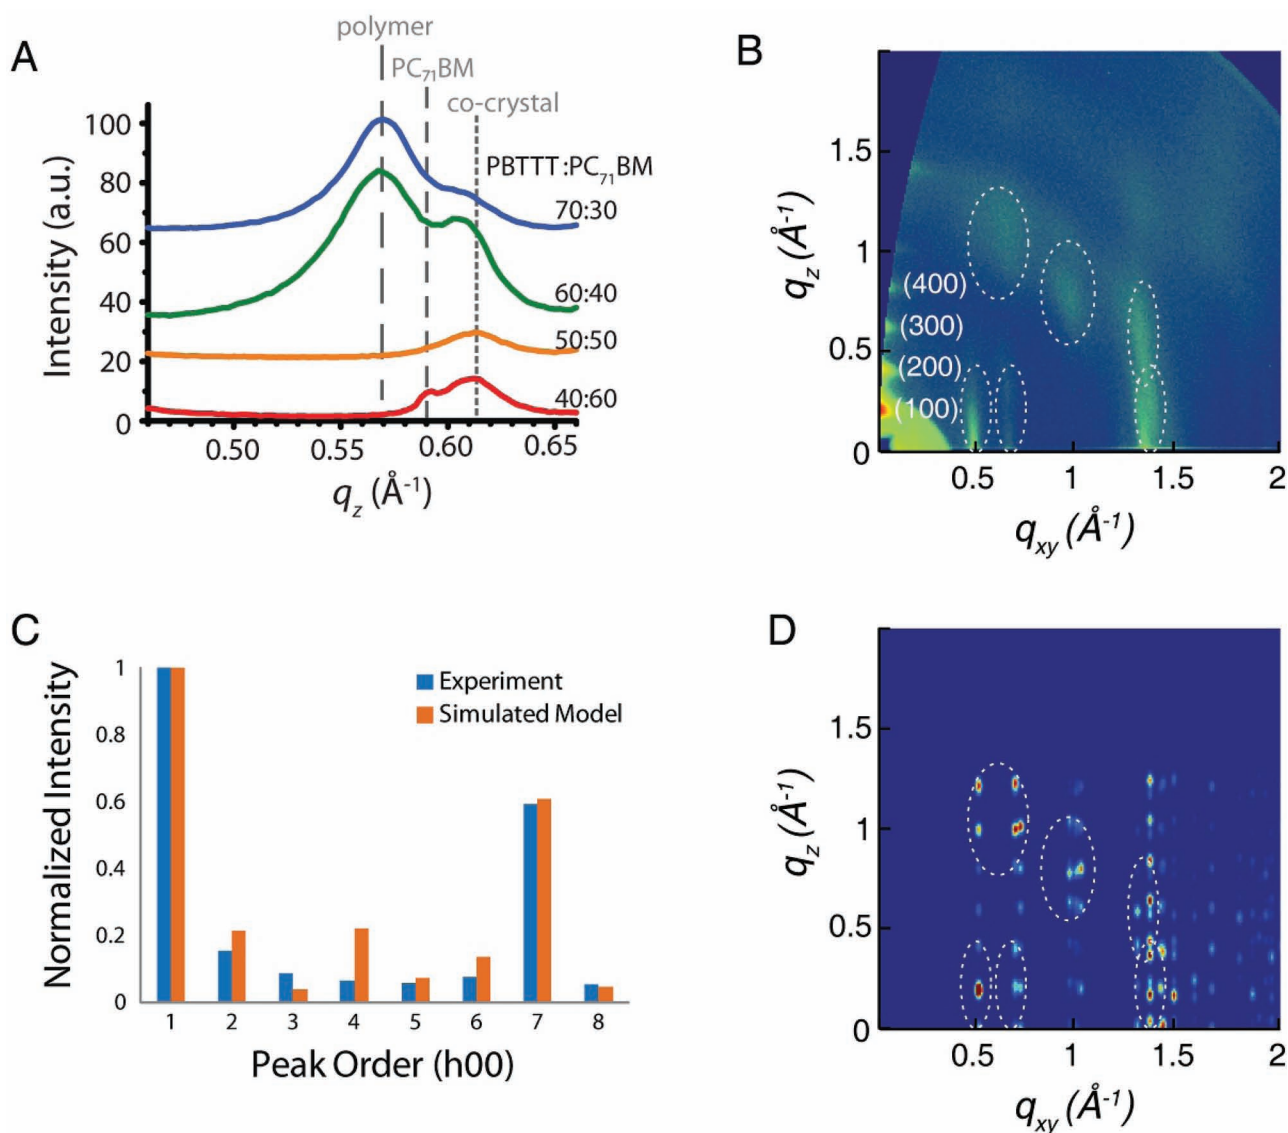 A
polymer
PC71BM
co-crystal
PBTTT:PC71BM
70:30
60:40
50:50
40:60
Intensity (a.u.)
100
80
60
40
20
0
0.50
0.55
0.60
0.65
qz (Å-1)
B
qz (Å-1)
1.5
1
0.5
0
(400)
(300)
(200)
(100)
0.5
1
1.5
2
qxy (Å-1)
C
Normalized Intensity
1
0.8
0.6
0.4
0.2
0
Experiment
Simulated Model
1
2
3
4
5
6
7
8
Peak Order (h00)
D
qz (Å-1)
1.5
1
0.5
0
0.5
1
1.5
2
qxy (Å-1)